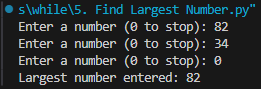 s\while\5. Find Largest Number.py"
Enter a number (0 to stop): 82
Enter a number (0 to stop): 34
Enter a number (0 to stop): 0
Largest number entered: 82